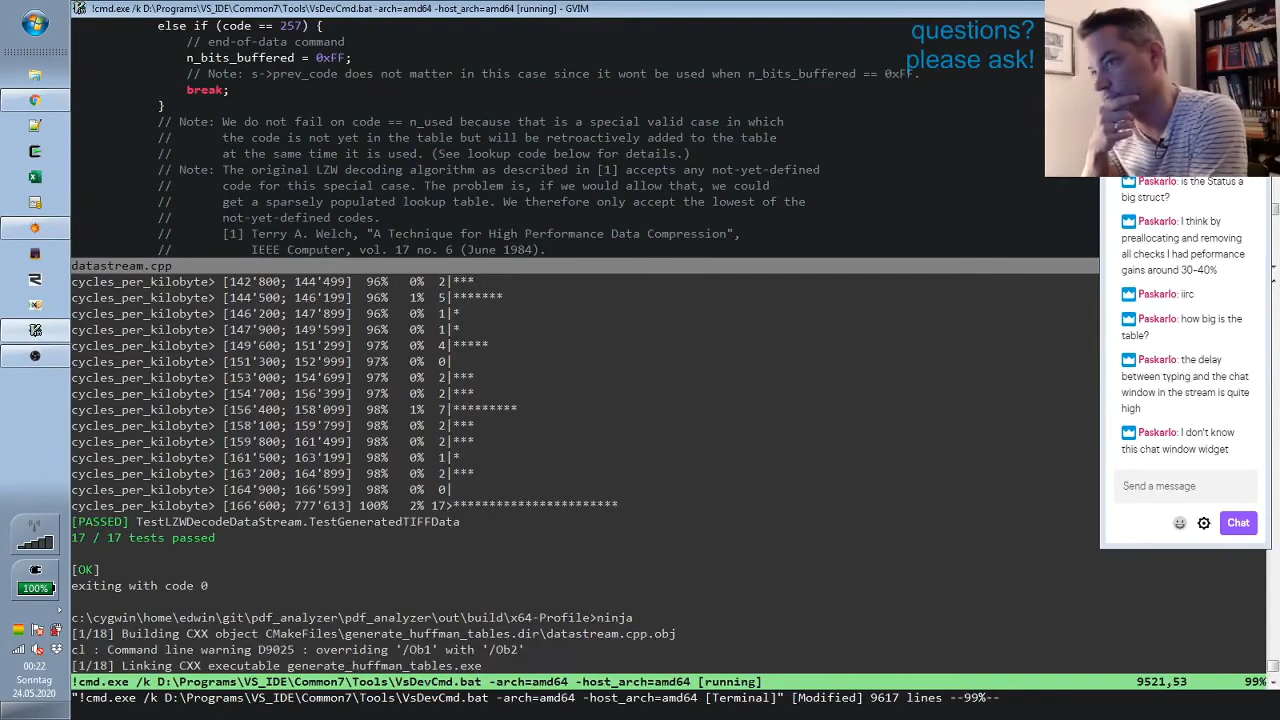 !cmd.exe /k D:\Programs\VS_IDE\Common7\Tools\VsDevCmd.bat -arch=amd64 -host_arch=amd64 [running] - GVIM
else if (code == 257) {
// end-of-data command
n_bits_buffered = 0xFF;
// Note: s->prev_code does not matter in this case since it wont be used when n_bits_buffered == 0xFF.
break;
}
// Note: We do not fail on code == n_used because that is a special valid case in which
//       the code is not yet in the table but will be retroactively added to the table
//       at the same time it is used. (See lookup code below for details.)
// Note: The original LZW decoding algorithm as described in [1] accepts any not-yet-defined
//       code for this special case. The problem is, if we would allow that, we could
//       get a sparsely populated lookup table. We therefore only accept the lowest of the
//       not-yet-defined codes.
//       [1] Terry A. Welch, "A Technique for High Performance Data Compression",
//           IEEE Computer, vol. 17 no. 6 (June 1984).
datastream.cpp
cycles_per_kilobyte> [142'800; 144'499]  96%   0%  2|***
cycles_per_kilobyte> [144'500; 146'199]  96%   1%  5|*******
cycles_per_kilobyte> [146'200; 147'899]  96%   0%  1|*
cycles_per_kilobyte> [147'900; 149'599]  96%   0%  1|*
cycles_per_kilobyte> [149'600; 151'299]  97%   0%  4|*****
cycles_per_kilobyte> [151'300; 152'999]  97%   0%  0|
cycles_per_kilobyte> [153'000; 154'699]  97%   0%  2|***
cycles_per_kilobyte> [154'700; 156'399]  97%   0%  2|***
cycles_per_kilobyte> [156'400; 158'099]  98%   1%  7|*********
cycles_per_kilobyte> [158'100; 159'799]  98%   0%  2|***
cycles_per_kilobyte> [159'800; 161'499]  98%   0%  2|***
cycles_per_kilobyte> [161'500; 163'199]  98%   0%  1|*
cycles_per_kilobyte> [163'200; 164'899]  98%   0%  2|***
cycles_per_kilobyte> [164'900; 166'599]  98%   0%  0|
cycles_per_kilobyte> [166'600; 777'613] 100%   2% 17>***********************
[PASSED] TestLZWDecodeDataStream.TestGeneratedTIFFData
17 / 17 tests passed
[OK]
exiting with code 0
c:\cygwin\home\edwin\git\pdf_analyzer\pdf_analyzer\out\build\x64-Profile>ninja
[1/18] Building CXX object CMakeFiles\generate_huffman_tables.dir\datastream.cpp.obj
cl : Command line warning D9025 : overriding '/Ob1' with '/Ob2'
[1/18] Linking CXX executable generate_huffman_tables.exe
!cmd.exe /k D:\Programs\VS_IDE\Common7\Tools\VsDevCmd.bat -arch=amd64 -host_arch=amd64 [running] 9521,53 99%
"!cmd.exe /k D:\Programs\VS_IDE\Common7\Tools\VsDevCmd.bat -arch=amd64 -host_arch=amd64 [Terminal]" [Modified] 9617 lines --99%--
questions?
please ask!
Paskarlo: is the Status a
big struct?
Paskarlo: I think by
preallocating and removing
all checks I had peformance
gains around 30-40%
Paskarlo: iirc
Paskarlo: how big is the
table?
Paskarlo: the delay
between typing and the chat
window in the stream is quite
high
Paskarlo: I don't know
this chat window widget
Send a message
Chat
100%
00:22
Sonntag
24.05.2020